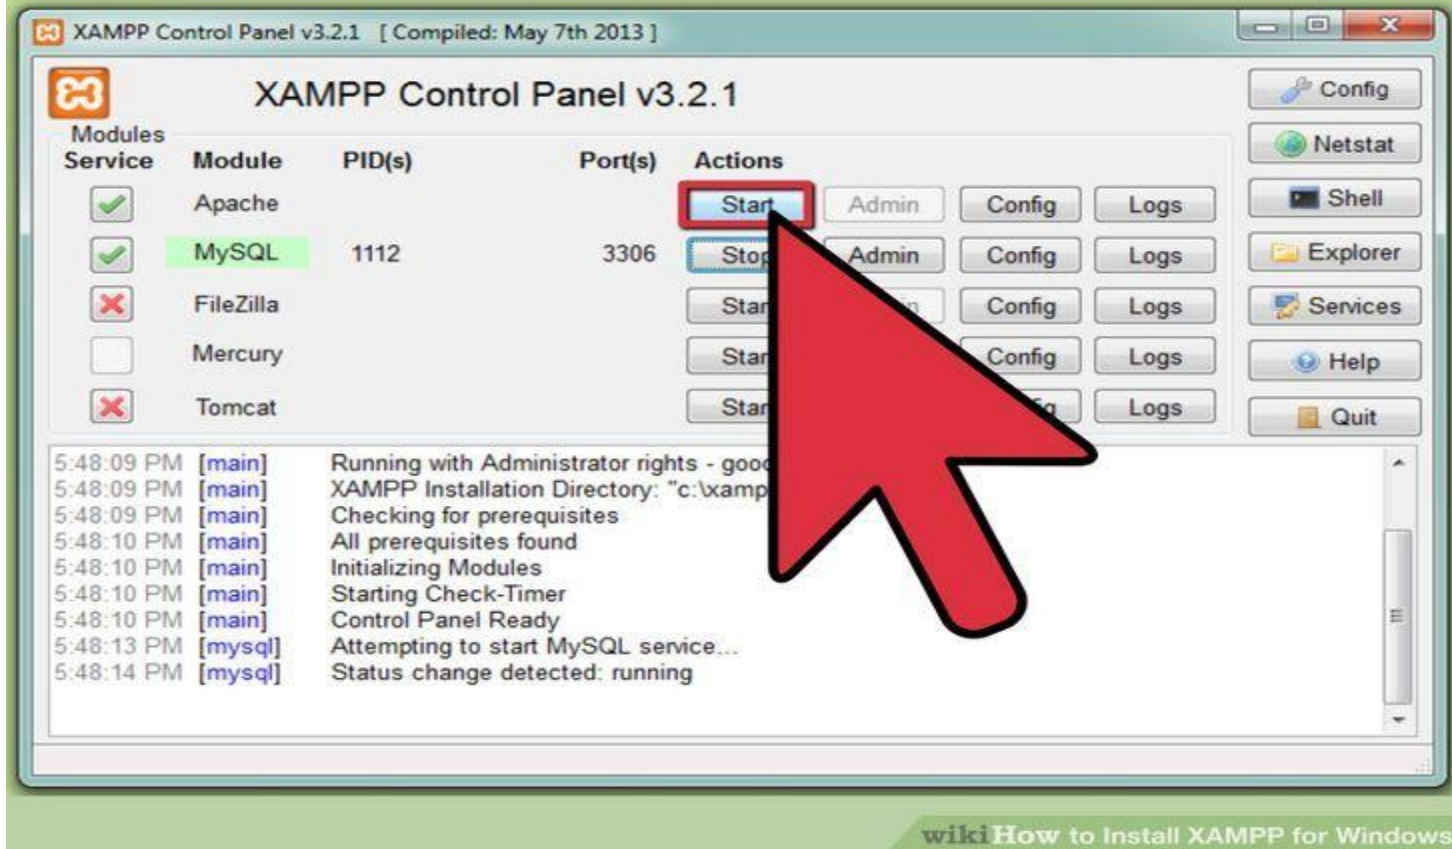 XAMPP Control Panel v3.2.1 [ Compiled: May 7th 2013 ]
XAMPP Control Panel v3.2.1
Config
Modules
Netstat
Service Module PID(s) Port(s) Actions
Apache Start Admin Config Logs
Shell
MySQL 1112 3306 Stop Admin Config Logs
Explorer
FileZilla Start Config Logs
Services
Mercury Start Config Logs
Help
Tomcat Start Logs
Quit
5:48:09 PM [main] Running with Administrator rights -
5:48:09 PM [main] XAMPP Installation Directory: "c:\xamp
5:48:09 PM [main] Checking for prerequisites
5:48:10 PM [main] All prerequisites found
5:48:10 PM [main] Initializing Modules
5:48:10 PM [main] Starting Check-Timer
5:48:10 PM [main] Control Panel Ready
5:48:13 PM [mysql] Attempting to start MySQL service...
5:48:14 PM [mysql] Status change detected: running
wikiHow to Install XAMPP for Windows